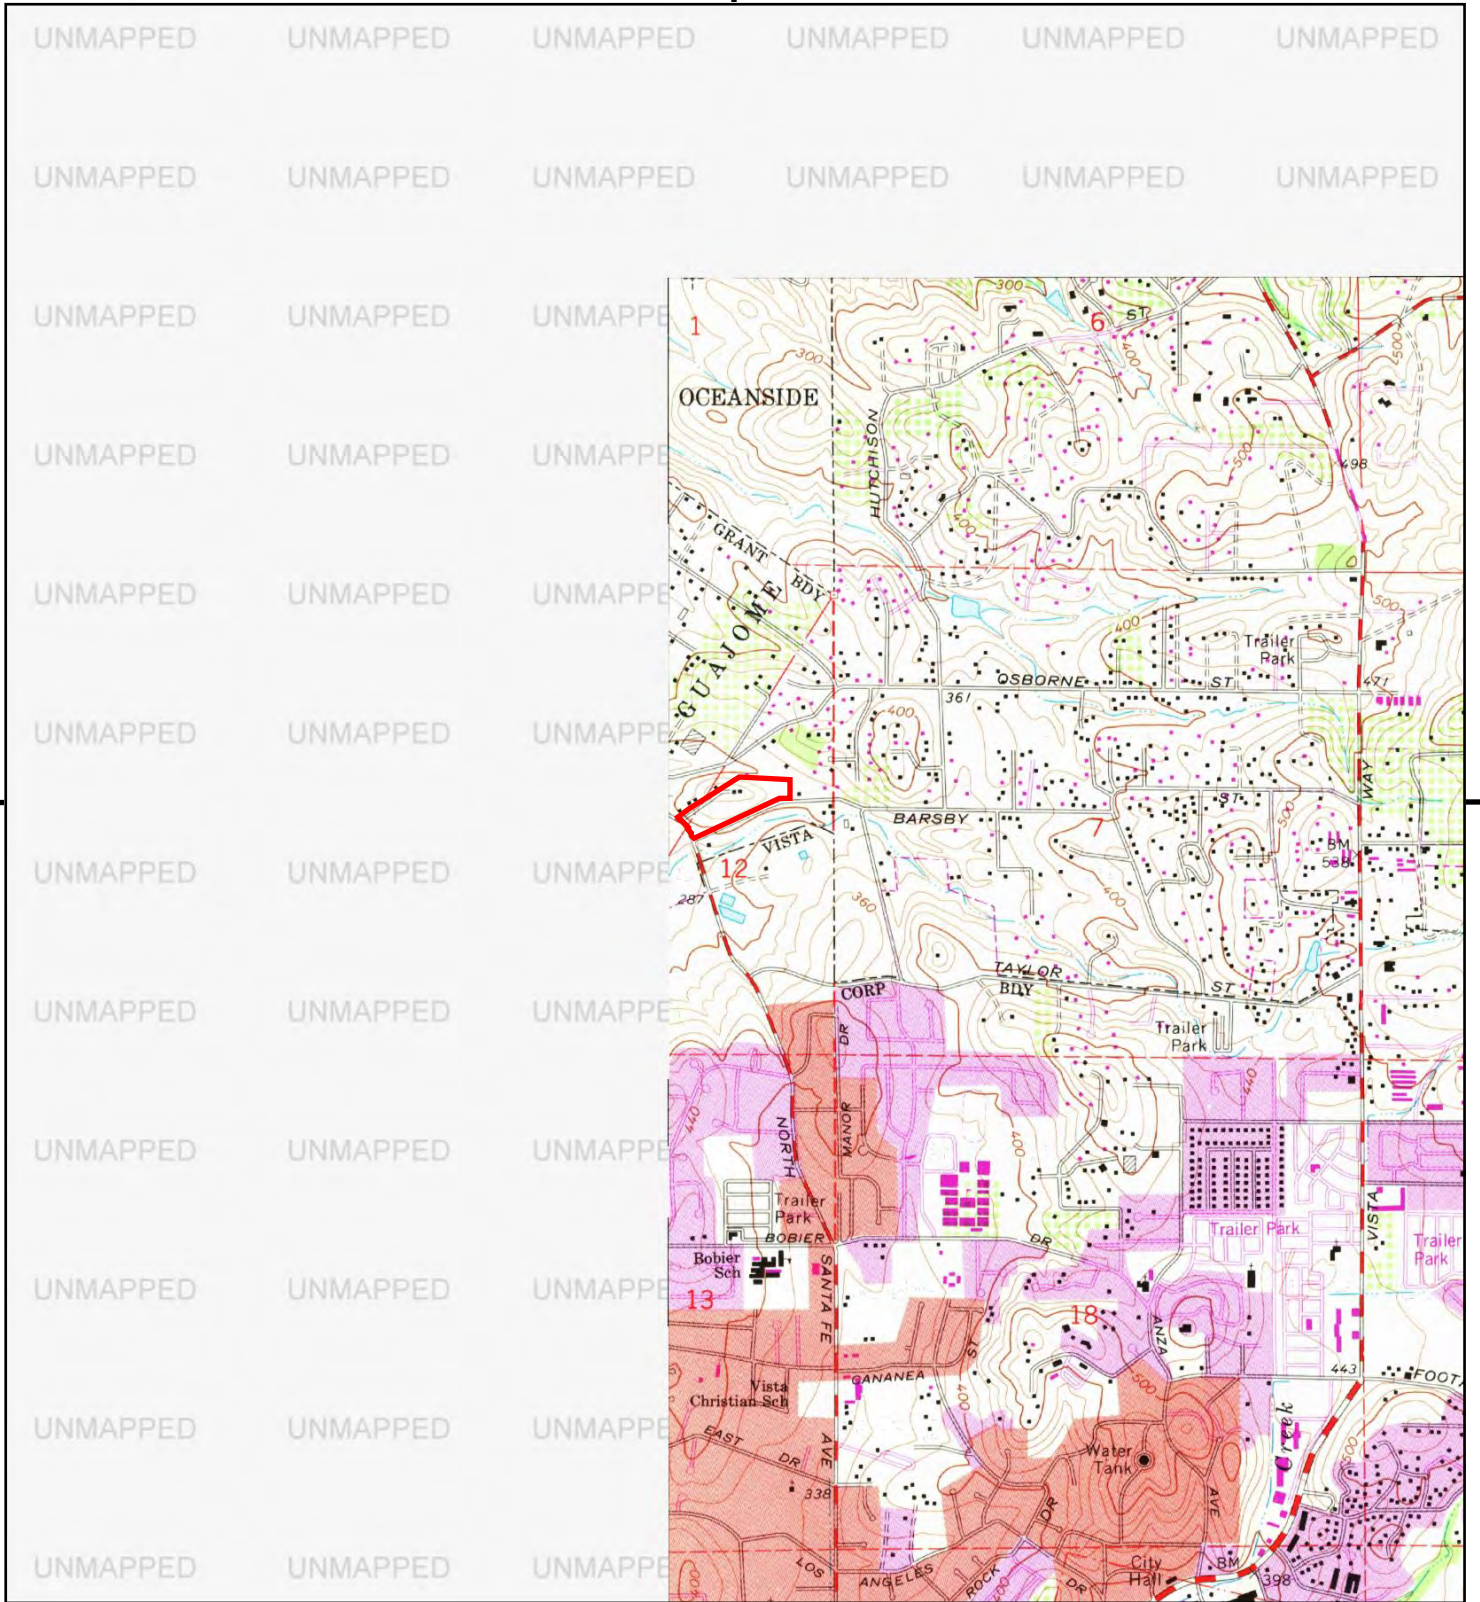 UNMAPPED UNMAPPED UNMAPPED UNMAPPED UNMAPPED UNMAPPED
UNMAPPED UNMAPPED UNMAPPED UNMAPPED UNMAPPED UNMAPPED
UNMAPPED UNMAPPED UNMAPPE
300
ST
6
1
400
500
300
OCEANSIDE
HUTCHISON
UNMAPPED UNMAPPED UNMAPPE
500
498
400
GRANT BDY
UNMAPPED UNMAPPED UNMAPPE
500
400
GUAJOME
Trailer
Park
OSBORNE ST
471
361
400
UNMAPPED UNMAPPED UNMAPPE
WAY
ST
BARSBY
500
7
VISTA
BM
538
12
UNMAPPED UNMAPPED UNMAPPE
287
360
400
TAYLOR ST
CORP BDY
UNMAPPED UNMAPPED UNMAPPE
Trailer
Park
DR
440
440
MANOR
NORTH
400
UNMAPPED UNMAPPED UNMAPPE
Trailer
Park
BOBIER DR
Trailer Park
VISTA
Trailer
Park
Bobier
Sch
SANTA FE
UNMAPPED UNMAPPED UNMAPPE
13
18
ANZA
ST
443
FOOT
CANANEA
500
400
Vista
Christian Sch
UNMAPPED UNMAPPED UNMAPPE
EAST DR
AVE
Creek
500
Water
Tank
338
DR
AVE
UNMAPPED UNMAPPED UNMAPPE
LOS ANGELES
ROCK DR
400
400
City
Hall
BM
398